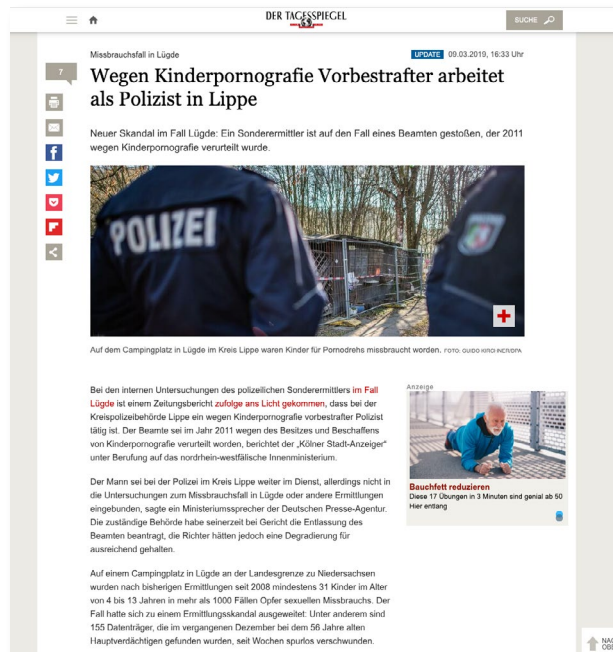 DER TAGESSPIEGEL
SUCHE
Missbrauchsfall in Lügde
UPDATE 09.03.2019, 16:33 Uhr
7
Wegen Kinderpornografie Vorbestrafter arbeitet
als Polizist in Lippe
Neuer Skandal im Fall Lügde: Ein Sonderermittler ist auf den Fall eines Beamten gestoßen, der 2011
wegen Kinderpornografie verurteilt wurde.
POLIZEI
Auf dem Campingplatz in Lügde im Kreis Lippe waren Kinder für Pornodrehs missbraucht worden. FOTO: GUIDO KIRCHNER/DPA
Bei den internen Untersuchungen des polizeilichen Sonderermittlers im Fall
Lügde ist einem Zeitungsbericht zufolge ans Licht gekommen, dass bei der
Kreispolizeibehörde Lippe ein wegen Kinderpornografie vorbestrafter Polizist
tätig ist. Der Beamte sei im Jahr 2011 wegen des Besitzes und Beschaffens
von Kinderpornografie verurteilt worden, berichtet der „Kölner Stadt-Anzeiger“
unter Berufung auf das nordrhein-westfälische Innenministerium.
Der Mann sei bei der Polizei im Kreis Lippe weiter im Dienst, allerdings nicht in
die Untersuchungen zum Missbrauchsfall in Lügde oder andere Ermittlungen
eingebunden, sagte ein Ministeriumssprecher der Deutschen Presse-Agentur.
Die zuständige Behörde habe seinerzeit bei Gericht die Entlassung des
Beamten beantragt, die Richter hätten jedoch eine Degradierung für
ausreichend gehalten.
Auf einem Campingplatz in Lügde an der Landesgrenze zu Niedersachsen
wurden nach bisherigen Ermittlungen seit 2008 mindestens 31 Kinder im Alter
von 4 bis 13 Jahren in mehr als 1000 Fällen Opfer sexuellen Missbrauchs. Der
Fall hatte sich zu einem Ermittlungsskandal ausgeweitet: Unter anderem sind
155 Datenträger, die im vergangenen Dezember bei dem 56 Jahre alten
Hauptverdächtigen gefunden wurden, seit Wochen spurlos verschwunden.
Anzeige
Bauchfett reduzieren
Diese 17 Übungen in 3 Minuten sind genial ab 50
Hier entlang